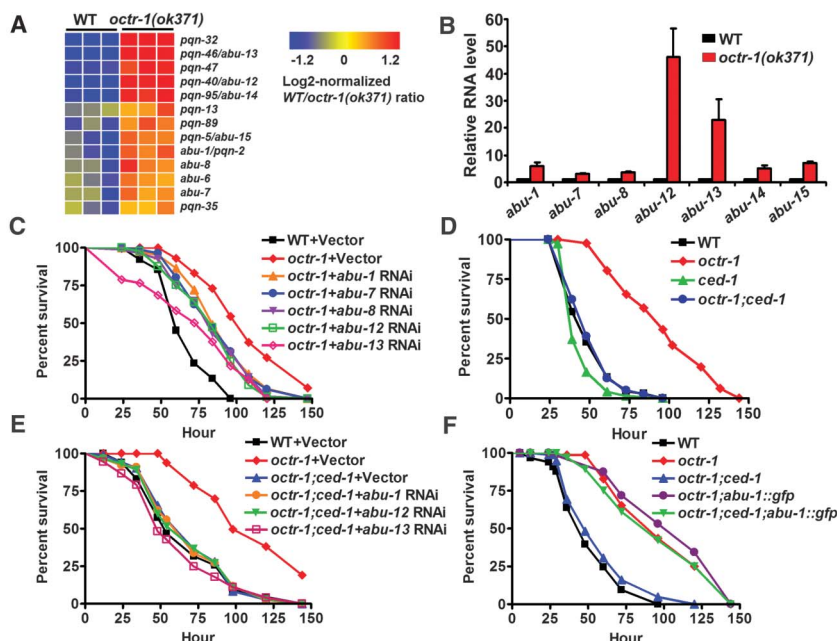 A
WT octr-1(ok371)
pqn-32
pqn-46/abu-13
pqn-47
pqn-40/abu-12
pqn-95/abu-14
pqn-13
pqn-89
pqn-5/abu-15
abu-1/pqn-2
abu-8
abu-6
abu-7
pqn-35
-1.2 0 1.2
Log2-normalized
WT/octr-1(ok371) ratio
B
Relative RNA level
60
50
40
30
20
10
0
WT
octr-1(ok371)
abu-1 abu-7 abu-8 abu-12 abu-13 abu-14 abu-15
C
Percent survival
100
75
50
25
0
0 25 50 75 100 125 150
Hour
WT+Vector
octr-1+Vector
octr-1+abu-1 RNAi
octr-1+abu-7 RNAi
octr-1+abu-8 RNAi
octr-1+abu-12 RNAi
octr-1+abu-13 RNAi
D
Percent survival
100
75
50
25
0
0 25 50 75 100 125 150
Hour
WT
octr-1
ced-1
octr-1;ced-1
E
Percent survival
100
75
50
25
0
0 25 50 75 100 125 150
Hour
WT+Vector
octr-1+Vector
octr-1;ced-1+Vector
octr-1;ced-1+abu-1 RNAi
octr-1;ced-1+abu-12 RNAi
octr-1;ced-1+abu-13 RNAi
F
Percent survival
100
75
50
25
0
0 25 50 75 100 125 150
Hour
WT
octr-1
octr-1;ced-1
octr-1;abu-1::gfp
octr-1;ced-1;abu-1::gfp